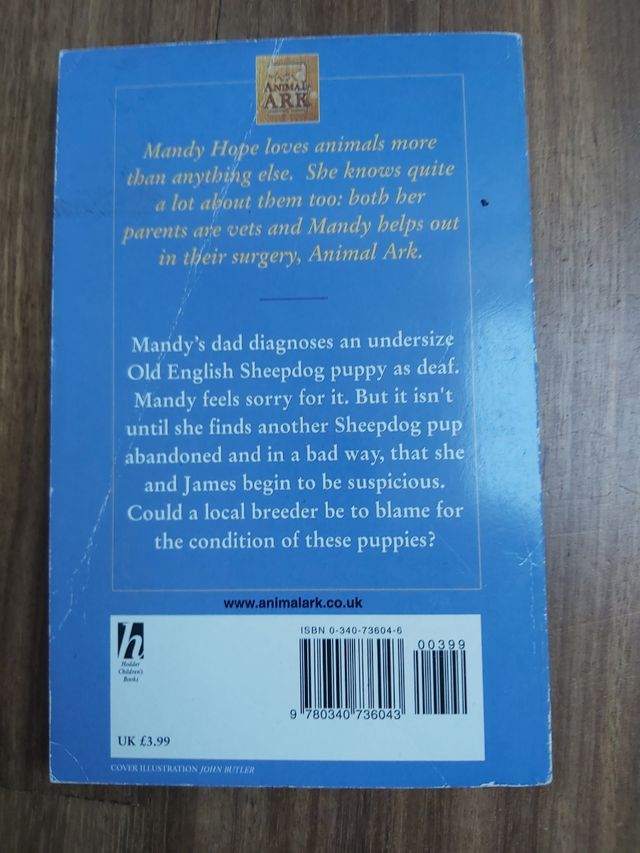 ANIMAL
ARK
Mandy Hope loves animals more
than anything else. She knows quite
a lot about them too: both her
parents are vets and Mandy helps out
in their surgery, Animal Ark.
Mandy's dad diagnoses an undersize
Old English Sheepdog puppy as deaf.
Mandy feels sorry for it. But it isn't
until she finds another Sheepdog pup
abandoned and in a bad way, that she
and James begin to be suspicious.
Could a local breeder be to blame for
the condition of these puppies?
www.animalark.co.uk
ISBN 0-340-73604-6
00399
h
Hodder
Children's
Books
9 780340 736043
UK £3.99
COVER ILLUSTRATION JOHN BUTLER